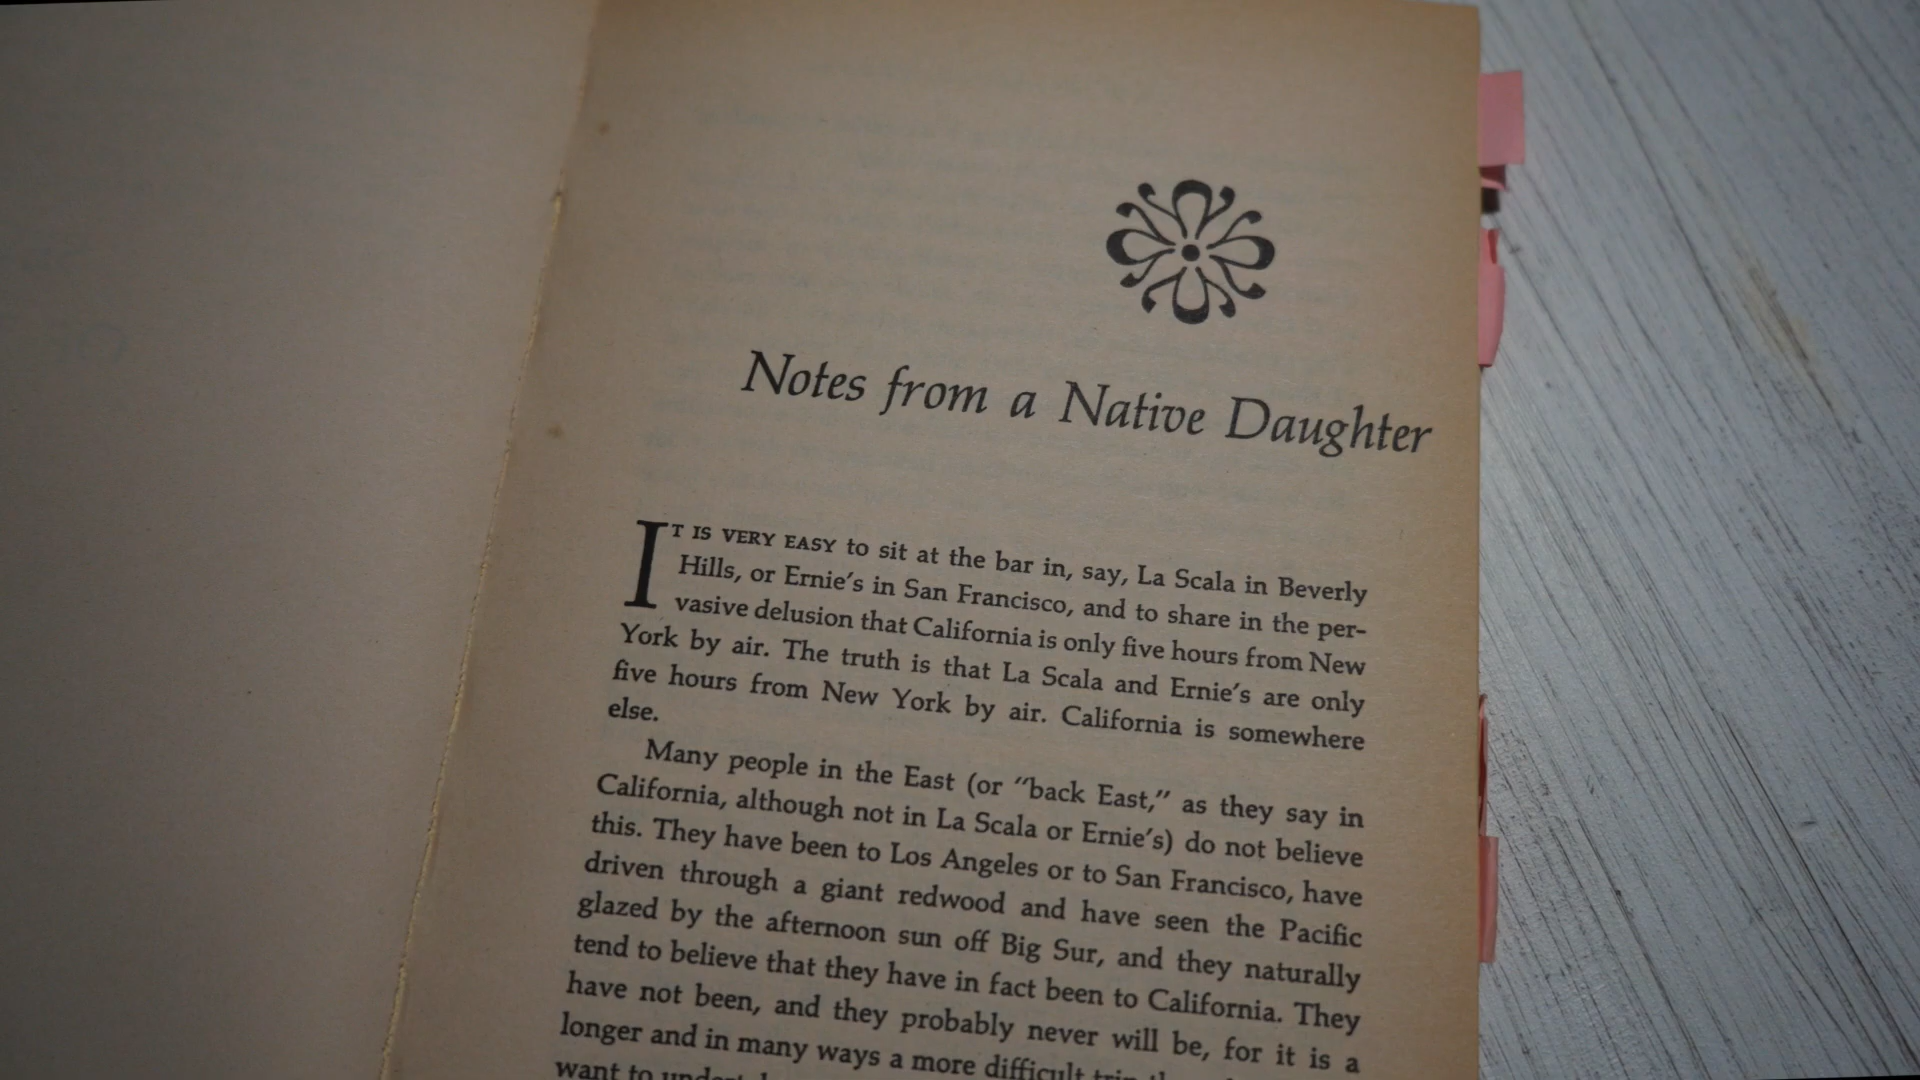 Notes from a Native Daughter
IT IS VERY EASY to sit at the bar in, say, La Scala in Beverly
Hills, or Ernie's in San Francisco, and to share in the per-
vasive delusion that California is only five hours from New
York by air. The truth is that La Scala and Ernie's are only
five hours from New York by air. California is somewhere
else.
Many people in the East (or "back East," as they say in
California, although not in La Scala or Ernie's) do not believe
this. They have been to Los Angeles or to San Francisco, have
driven through a giant redwood and have seen the Pacific
glazed by the afternoon sun off Big Sur, and they naturally
tend to believe that they have in fact been to California. They
have not been, and they probably never will be, for it is a
longer and in many ways a more difficult trip
want to